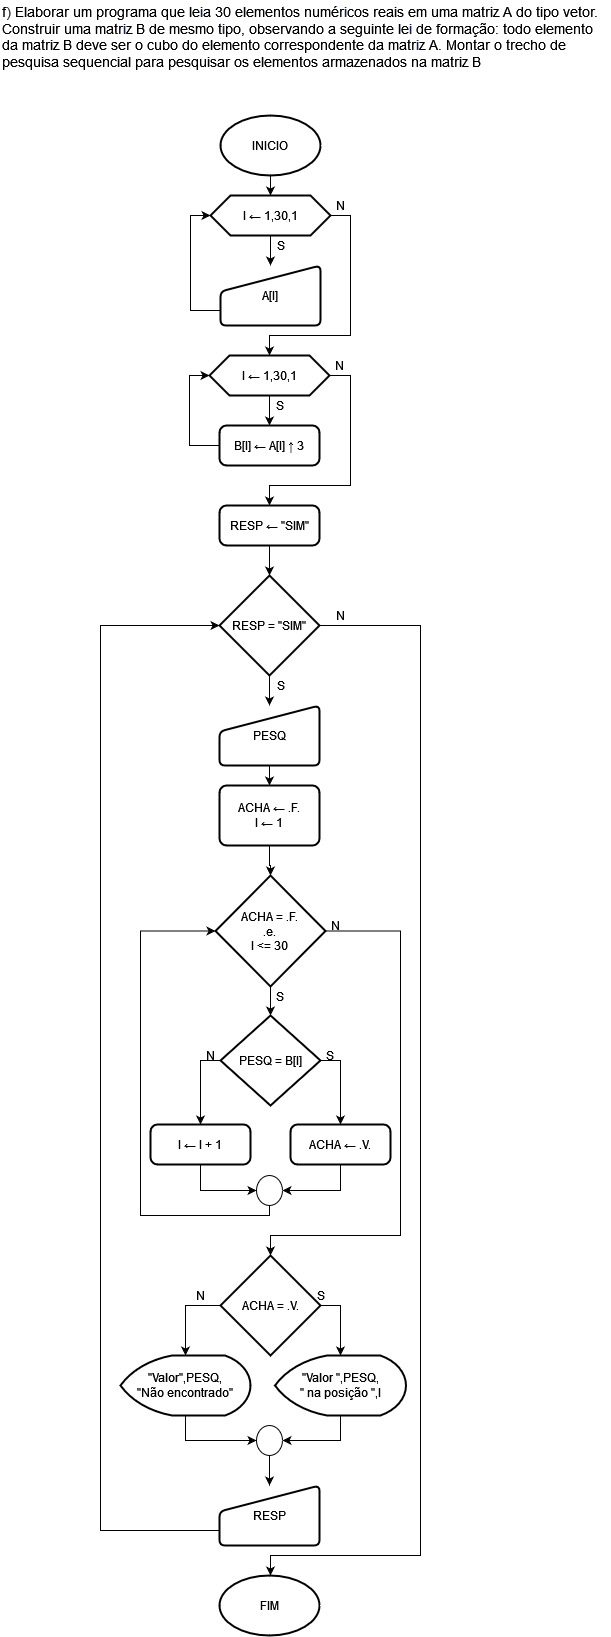 f) Elaborar um programa que leia 30 elementos numéricos reais em uma matriz A do tipo vetor.
Construir uma matriz B de mesmo tipo, observando a seguinte lei de formação: todo elemento
da matriz B deve ser o cubo do elemento correspondente da matriz A. Montar o trecho de
pesquisa sequencial para pesquisar os elementos armazenados na matriz B
INICIO
I ← 1,30,1
N
S
A[I]
I ← 1,30,1
N
S
B[I] ← A[I] ↑ 3
RESP ← "SIM"
RESP = "SIM"
N
S
PESQ
ACHA ← .F.
I ← 1
ACHA = .F.
.e.
I <= 30
N
S
PESQ = B[I]
N
S
I ← I + 1
ACHA ← .V.
ACHA = .V.
N
S
"Valor",PESQ,
"Não encontrado"
"Valor ",PESQ,
" na posição ",I
RESP
FIM